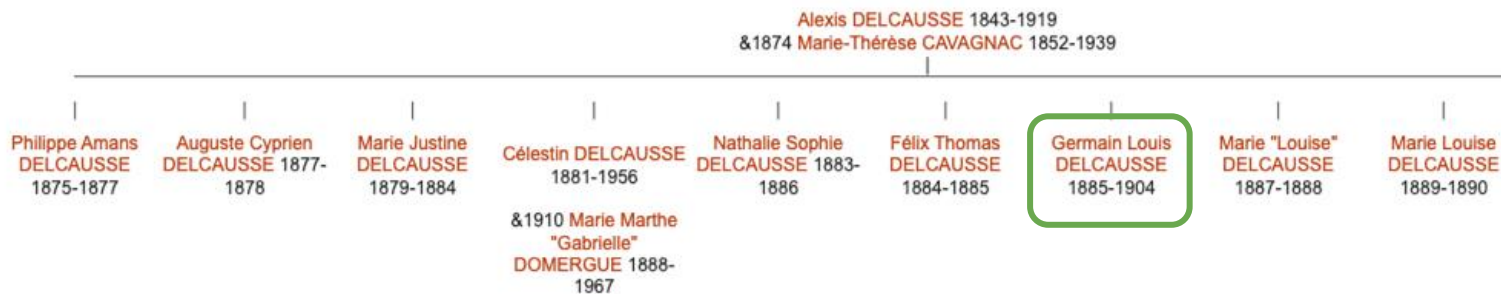 Alexis DELCAUSSE 1843-1919
&1874 Marie-Thérèse CAVAGNAC 1852-1939
Philippe Amans
DELCAUSSE
1875-1877
Auguste Cyprien
DELCAUSSE 1877-
1878
Marie Justine
DELCAUSSE
1879-1884
Célestin DELCAUSSE
1881-1956
&1910 Marie Marthe
"Gabrielle"
DOMERGUE 1888-
1967
Nathalie Sophie
DELCAUSSE 1883-
1886
Félix Thomas
DELCAUSSE
1884-1885
Germain Louis
DELCAUSSE
1885-1904
Marie "Louise"
DELCAUSSE
1887-1888
Marie Louise
DELCAUSSE
1889-1890